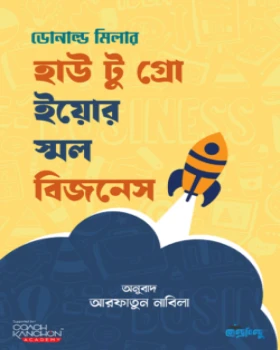 ডোনাল্ড মিলার
হাউ টু গ্রো
ইয়োর
স্মল
বিজনেস
অনুবাদ
আরফাতুন নাবিলা
COACH
KANCHON
ACADEMY